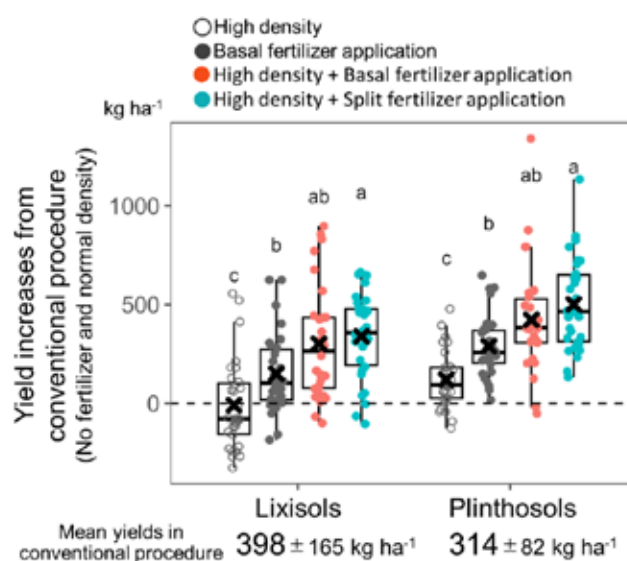 High density
Basal fertilizer application
High density + Basal fertilizer application
High density + Split fertilizer application
kg ha⁻¹
Yield increases from
conventional procedure
(No fertilizer and normal density)
1000
500
0
c
b
ab
a
c
b
ab
a
Lixisols
Plinthosols
Mean yields in
conventional procedure
398 ± 165 kg ha⁻¹
314 ± 82 kg ha⁻¹